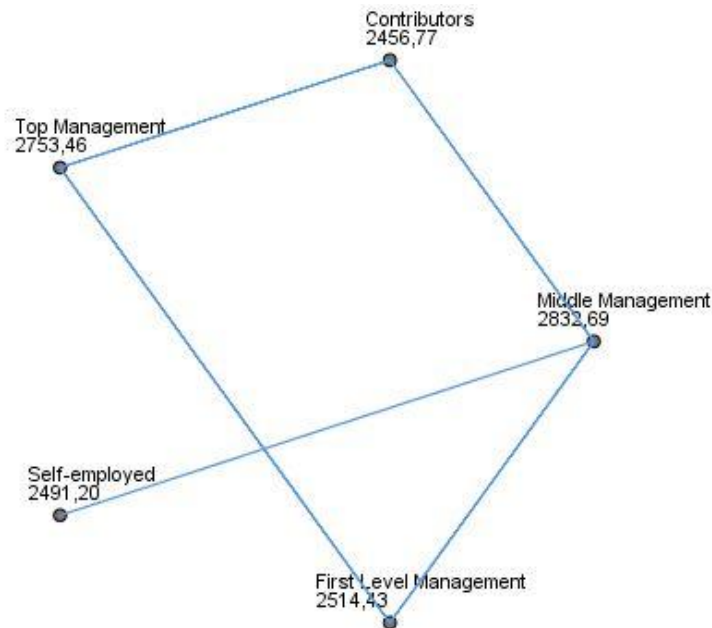 Contributors
2456,77
Top Management
2753,46
Middle Management
2832,69
Self-employed
2491,20
First Level Management
2514,43